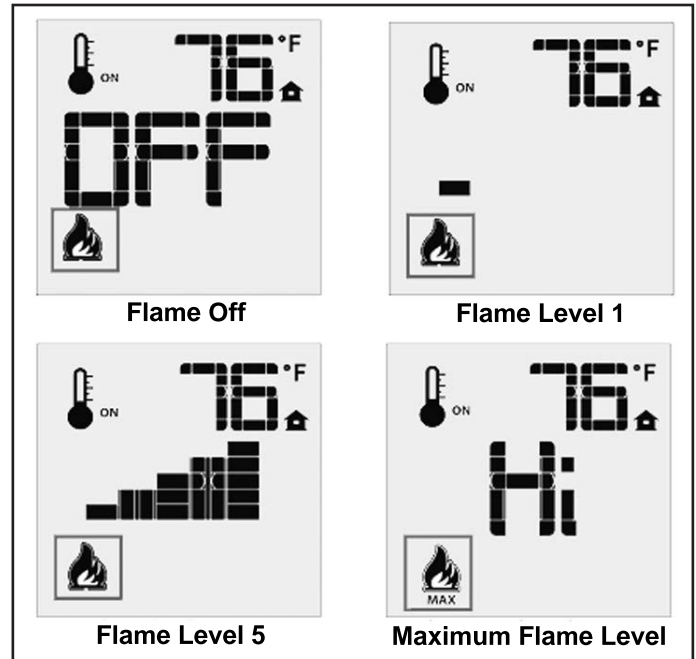 ON 76 °F
OFF
Flame Off
ON 76 °F
Flame Level 1
ON 76 °F
Flame Level 5
ON 76 °F
Hi
MAX
Maximum Flame Level